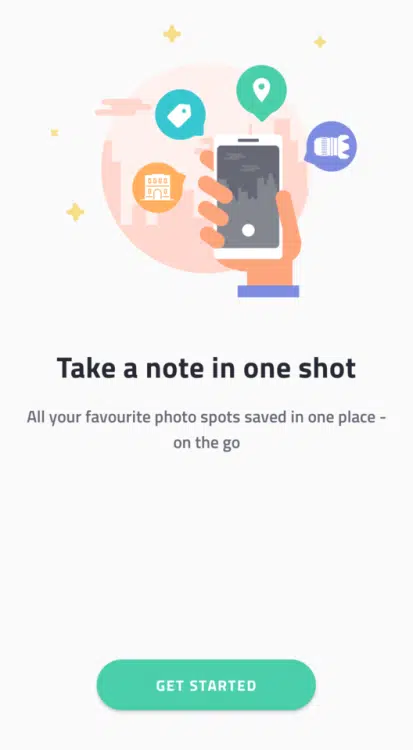 Take a note in one shot
All your favourite photo spots saved in one place -
on the go
GET STARTED